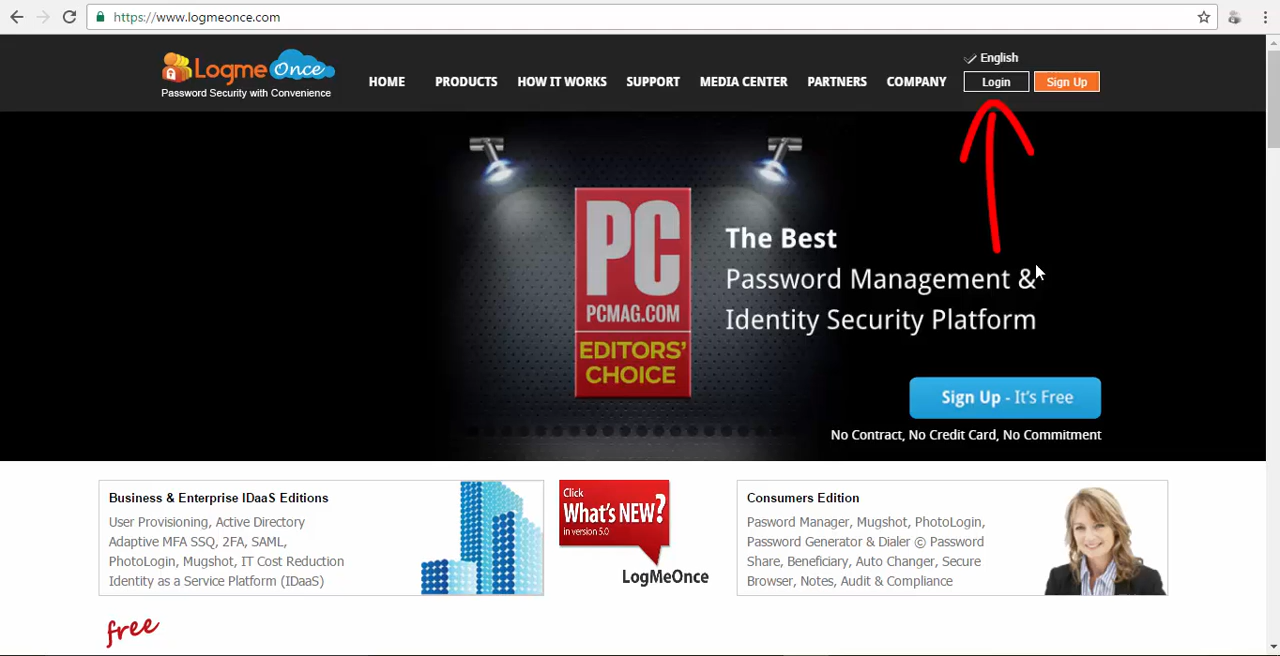 https://www.logmeonce.com
Logme Once
Password Security with Convenience
HOME PRODUCTS HOW IT WORKS SUPPORT MEDIA CENTER PARTNERS COMPANY
English
Login Sign Up
PC
PCMAG.COM
EDITORS'
CHOICE
The Best
Password Management &
Identity Security Platform
Sign Up - It's Free
No Contract, No Credit Card, No Commitment
Business & Enterprise IDaaS Editions
User Provisioning, Active Directory
Adaptive MFA SSQ, 2FA, SAML,
PhotoLogin, Mugshot, IT Cost Reduction
Identity as a Service Platform (IDaaS)
Click
What's NEW?
in version 5.0
LogMeOnce
Consumers Edition
Pasword Manager, Mugshot, PhotoLogin,
Password Generator & Dialer © Password
Share, Beneficiary, Auto Changer, Secure
Browser, Notes, Audit & Compliance
free